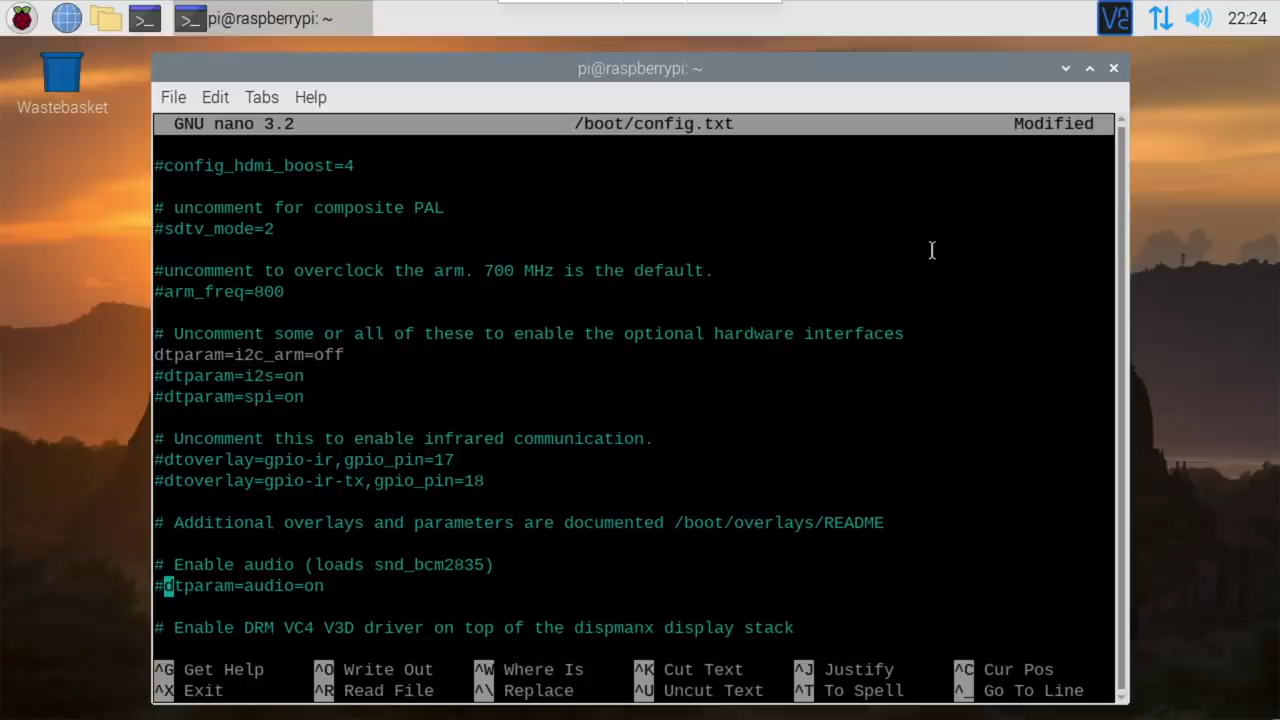 pi@raspberrypi: ~
22:24
Wastebasket
pi@raspberrypi: ~
File Edit Tabs Help
GNU nano 3.2 /boot/config.txt Modified
#config_hdmi_boost=4
# uncomment for composite PAL
#sdtv_mode=2
#uncomment to overclock the arm. 700 MHz is the default.
#arm_freq=800
# Uncomment some or all of these to enable the optional hardware interfaces
dtparam=i2c_arm=off
#dtparam=i2s=on
#dtparam=spi=on
# Uncomment this to enable infrared communication.
#dtoverlay=gpio-ir,gpio_pin=17
#dtoverlay=gpio-ir-tx,gpio_pin=18
# Additional overlays and parameters are documented /boot/overlays/README
# Enable audio (loads snd_bcm2835)
#dtparam=audio=on
# Enable DRM VC4 V3D driver on top of the dispmanx display stack
^G Get Help ^O Write Out ^W Where Is ^K Cut Text ^J Justify ^C Cur Pos
^X Exit ^R Read File ^\ Replace ^U Uncut Text ^T To Spell ^_ Go To Line